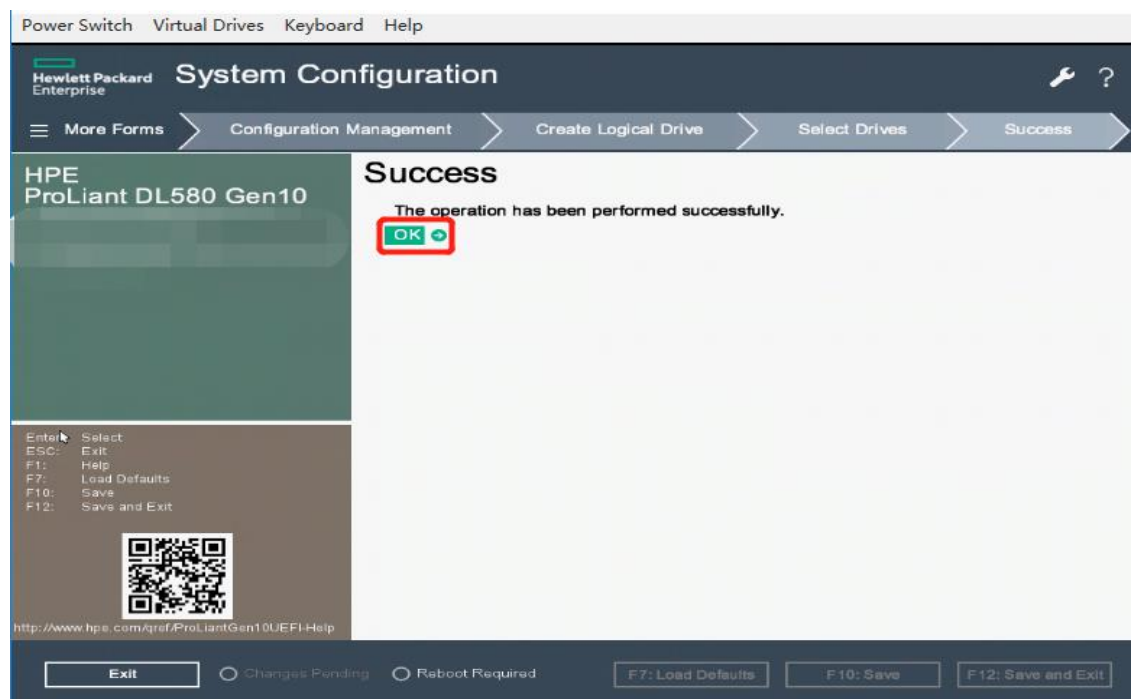 Power Switch Virtual Drives Keyboard Help
Hewlett Packard
Enterprise
System Configuration
?
More Forms Configuration Management Create Logical Drive Select Drives Success
HPE
ProLiant DL580 Gen10
Success
The operation has been performed successfully.
OK
Enter: Select
ESC: Exit
F1: Help
F7: Load Defaults
F10: Save
F12: Save and Exit
http://www.hpe.com/qref/ProLiantGen10UEFI-Help
Exit Changes Pending Reboot Required F7: Load Defaults F10: Save F12: Save and Exit